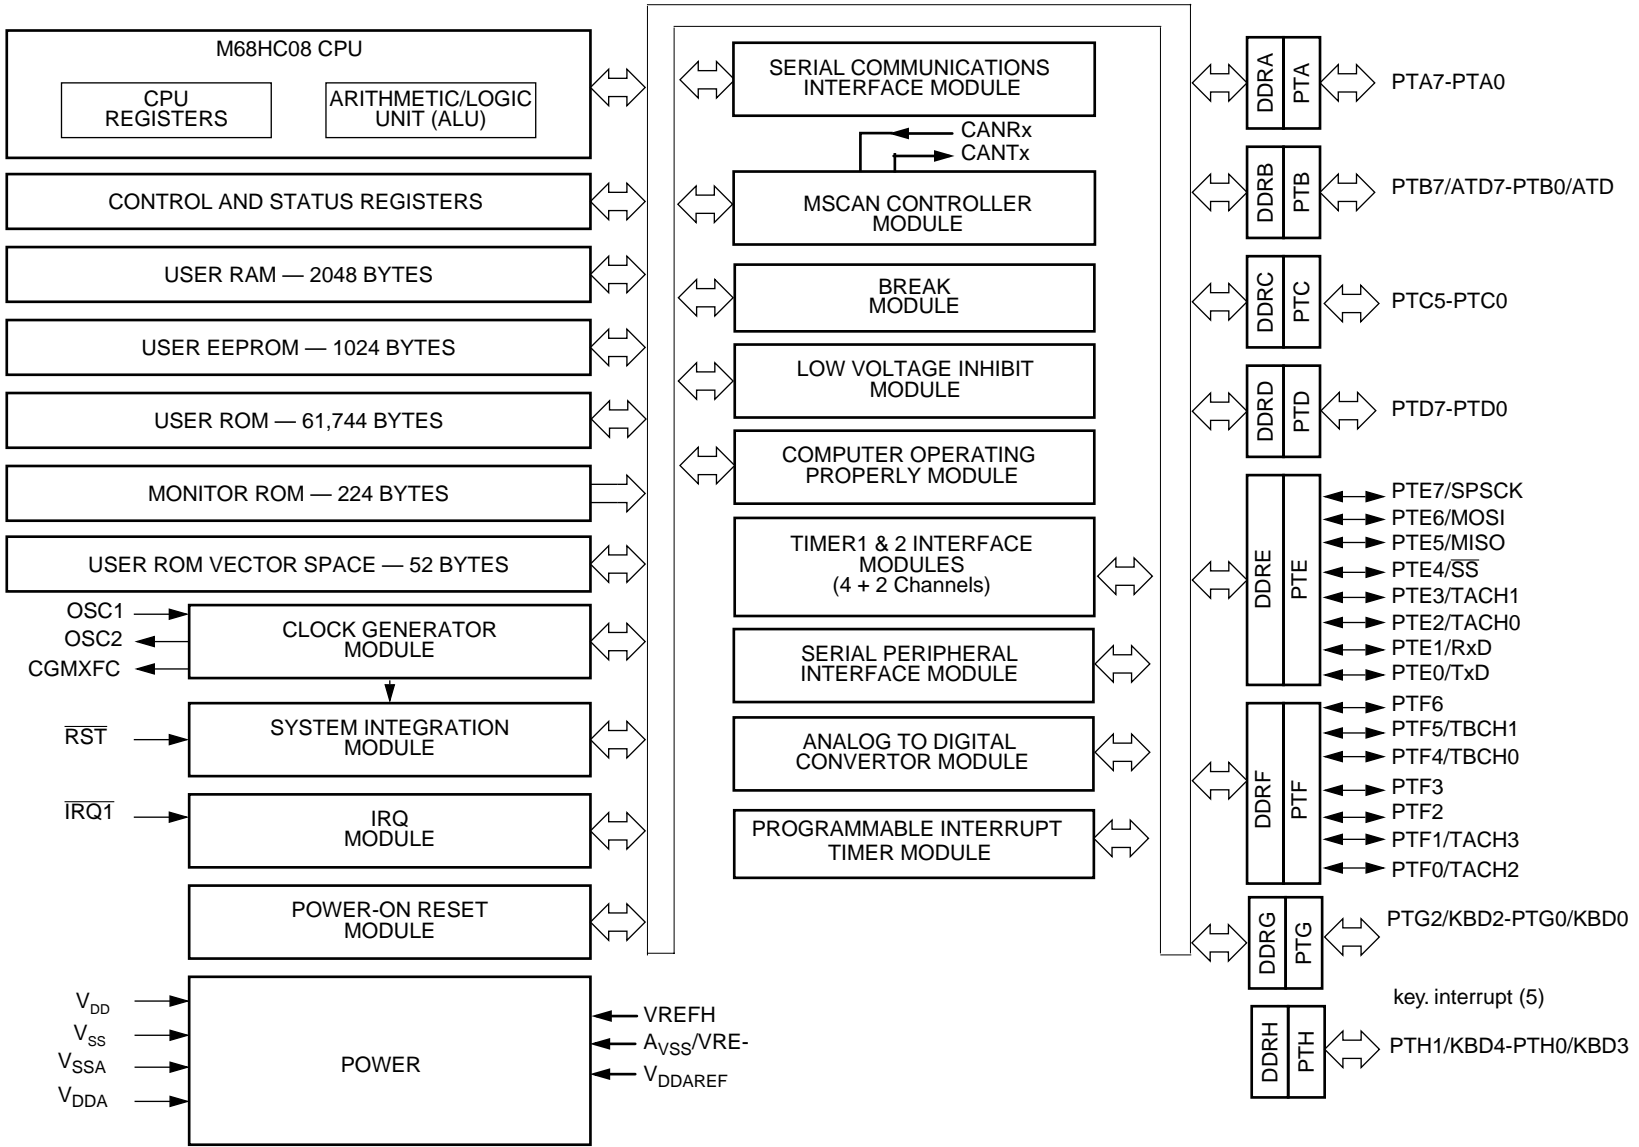 M68HC08 CPU
CPU
REGISTERS
ARITHMETIC/LOGIC
UNIT (ALU)
CONTROL AND STATUS REGISTERS
USER RAM — 2048 BYTES
USER EEPROM — 1024 BYTES
USER ROM — 61,744 BYTES
MONITOR ROM — 224 BYTES
USER ROM VECTOR SPACE — 52 BYTES
OSC1
OSC2
CGMXFC
CLOCK GENERATOR
MODULE
RST
SYSTEM INTEGRATION
MODULE
IRQ1
IRQ
MODULE
POWER-ON RESET
MODULE
VDD
VSS
VSSA
VDDA
POWER
VREFH
AVSS/VRE-
VDDAREF
SERIAL COMMUNICATIONS
INTERFACE MODULE
CANRx
CANTx
MSCAN CONTROLLER
MODULE
BREAK
MODULE
LOW VOLTAGE INHIBIT
MODULE
COMPUTER OPERATING
PROPERLY MODULE
TIMER1 & 2 INTERFACE
MODULES
(4 + 2 Channels)
SERIAL PERIPHERAL
INTERFACE MODULE
ANALOG TO DIGITAL
CONVERTOR MODULE
PROGRAMMABLE INTERRUPT
TIMER MODULE
DDRA
PTA
PTA7-PTA0
DDRB
PTB
PTB7/ATD7-PTB0/ATD
DDRC
PTC
PTC5-PTC0
DDRD
PTD
PTD7-PTD0
DDRE
PTE
PTE7/SPSCK
PTE6/MOSI
PTE5/MISO
PTE4/SS
PTE3/TACH1
PTE2/TACH0
PTE1/RxD
PTE0/TxD
DDRF
PTF
PTF6
PTF5/TBCH1
PTF4/TBCH0
PTF3
PTF2
PTF1/TACH3
PTF0/TACH2
DDRG
PTG
PTG2/KBD2-PTG0/KBD0
key. interrupt (5)
DDRH
PTH
PTH1/KBD4-PTH0/KBD3